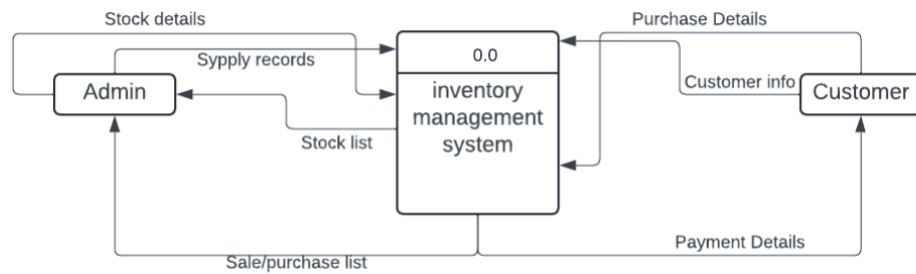 Stock details
Purchase Details
Sypply records
0.0
Admin
inventory
management
system
Customer info
Customer
Stock list
Payment Details
Sale/purchase list